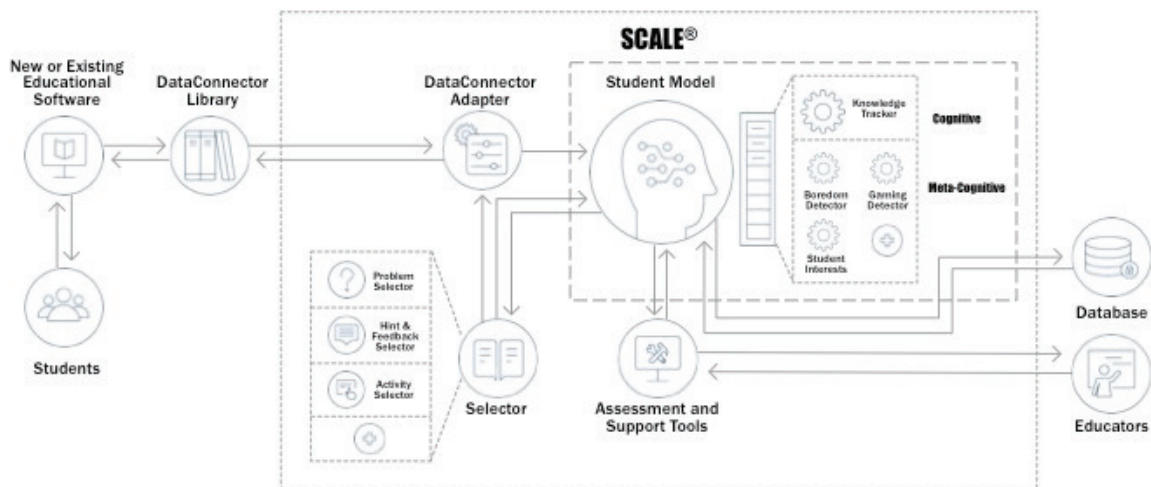 SCALE®
New or Existing
Educational
Software
DataConnector
Library
DataConnector
Adapter
Student Model
Knowledge
Tracker
Cognitive
Boredom
Detector
Gaming
Detector
Meta-Cognitive
Student
Interests
Problem
Selector
Hint &
Feedback
Selector
Activity
Selector
Students
Selector
Assessment and
Support Tools
Database
Educators